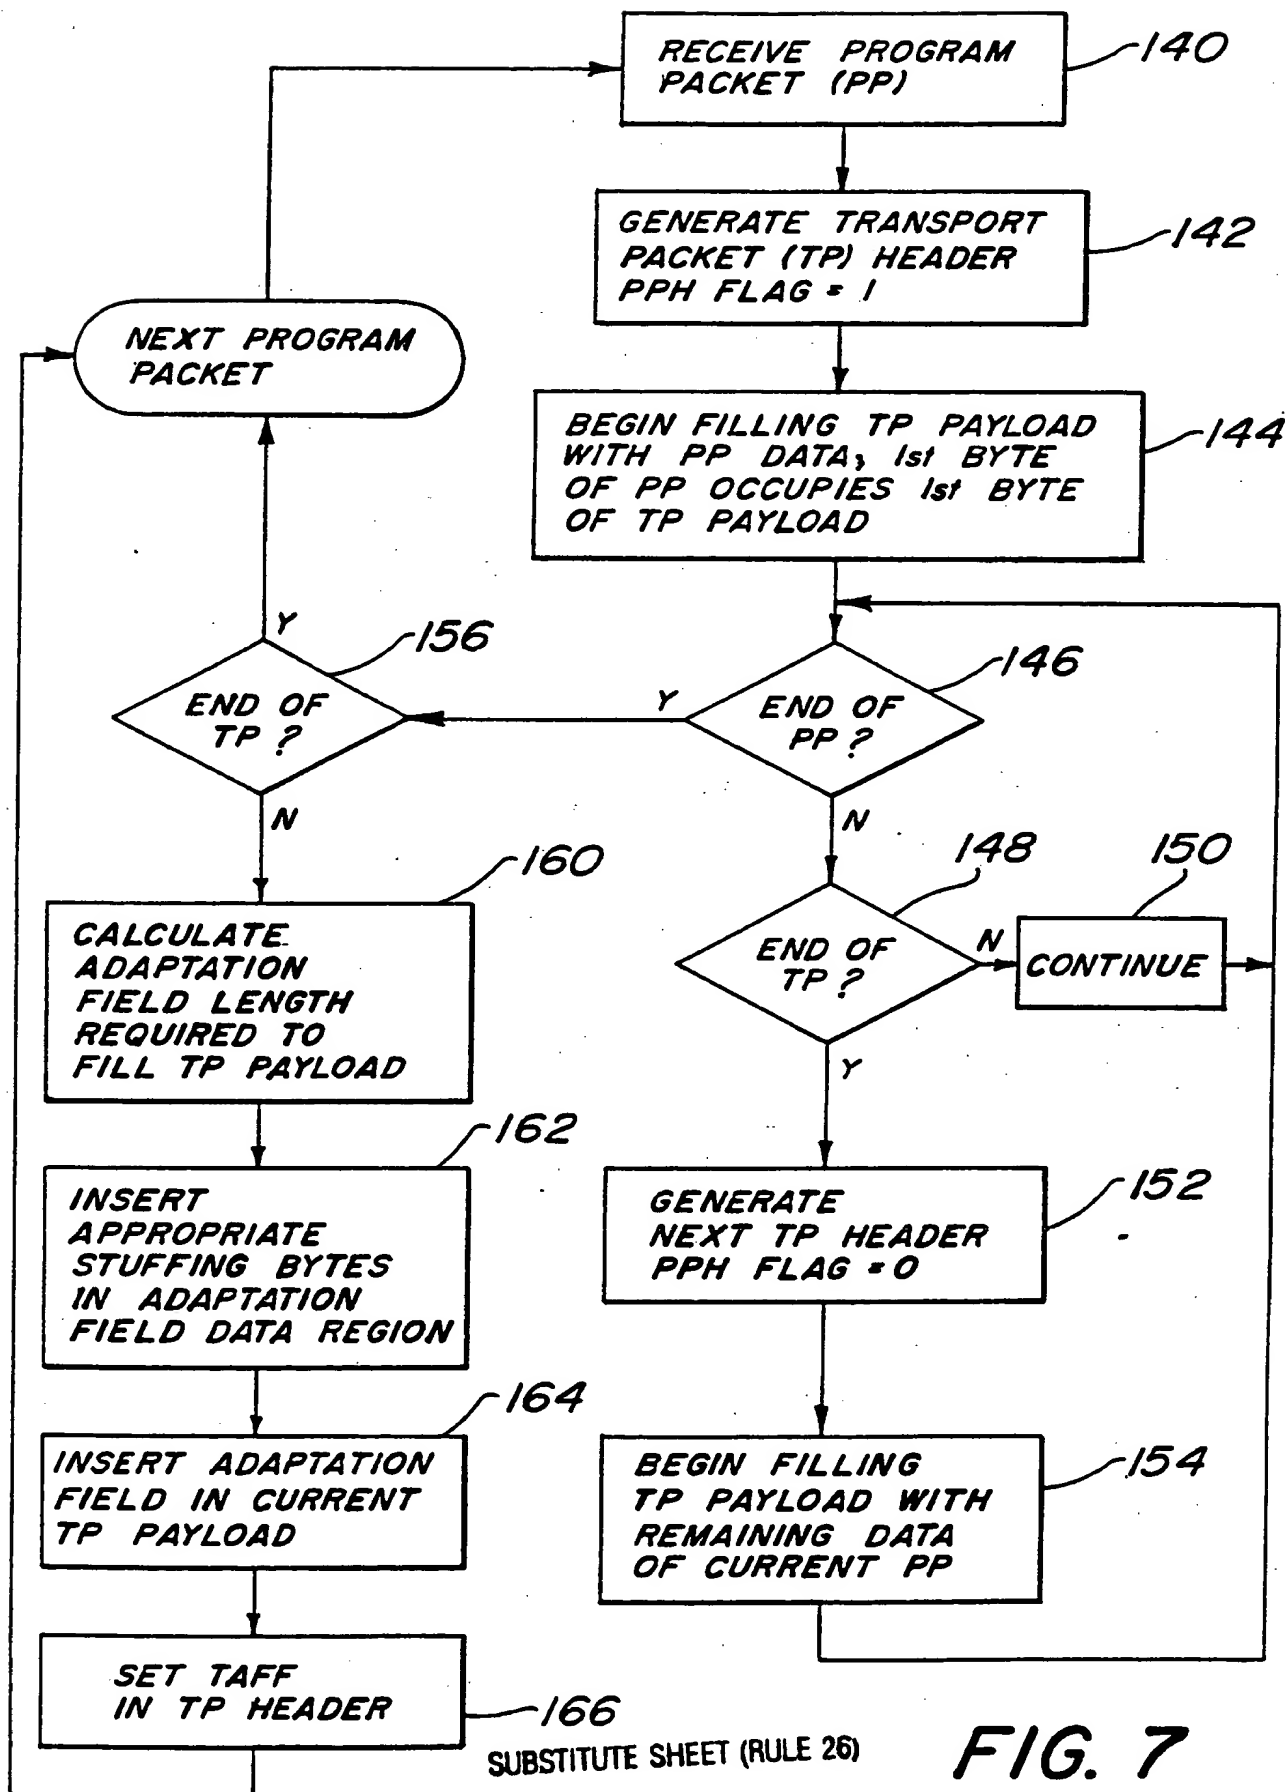 RECEIVE PROGRAM
PACKET (PP)
140
GENERATE TRANSPORT
PACKET (TP) HEADER
PPH FLAG = 1
142
NEXT PROGRAM
PACKET
BEGIN FILLING TP PAYLOAD
WITH PP DATA, 1st BYTE
OF PP OCCUPIES 1st BYTE
OF TP PAYLOAD
144
Y
156
END OF
TP ?
Y
146
END OF
PP ?
N
N
160
CALCULATE
ADAPTATION
FIELD LENGTH
REQUIRED TO
FILL TP PAYLOAD
148
END OF
TP ?
N
150
CONTINUE
Y
162
INSERT
APPROPRIATE
STUFFING BYTES
IN ADAPTATION
FIELD DATA REGION
GENERATE
NEXT TP HEADER
PPH FLAG = 0
152
164
INSERT ADAPTATION
FIELD IN CURRENT
TP PAYLOAD
BEGIN FILLING
TP PAYLOAD WITH
REMAINING DATA
OF CURRENT PP
154
SET TAFF
IN TP HEADER
166
SUBSTITUTE SHEET (RULE 26)
FIG. 7